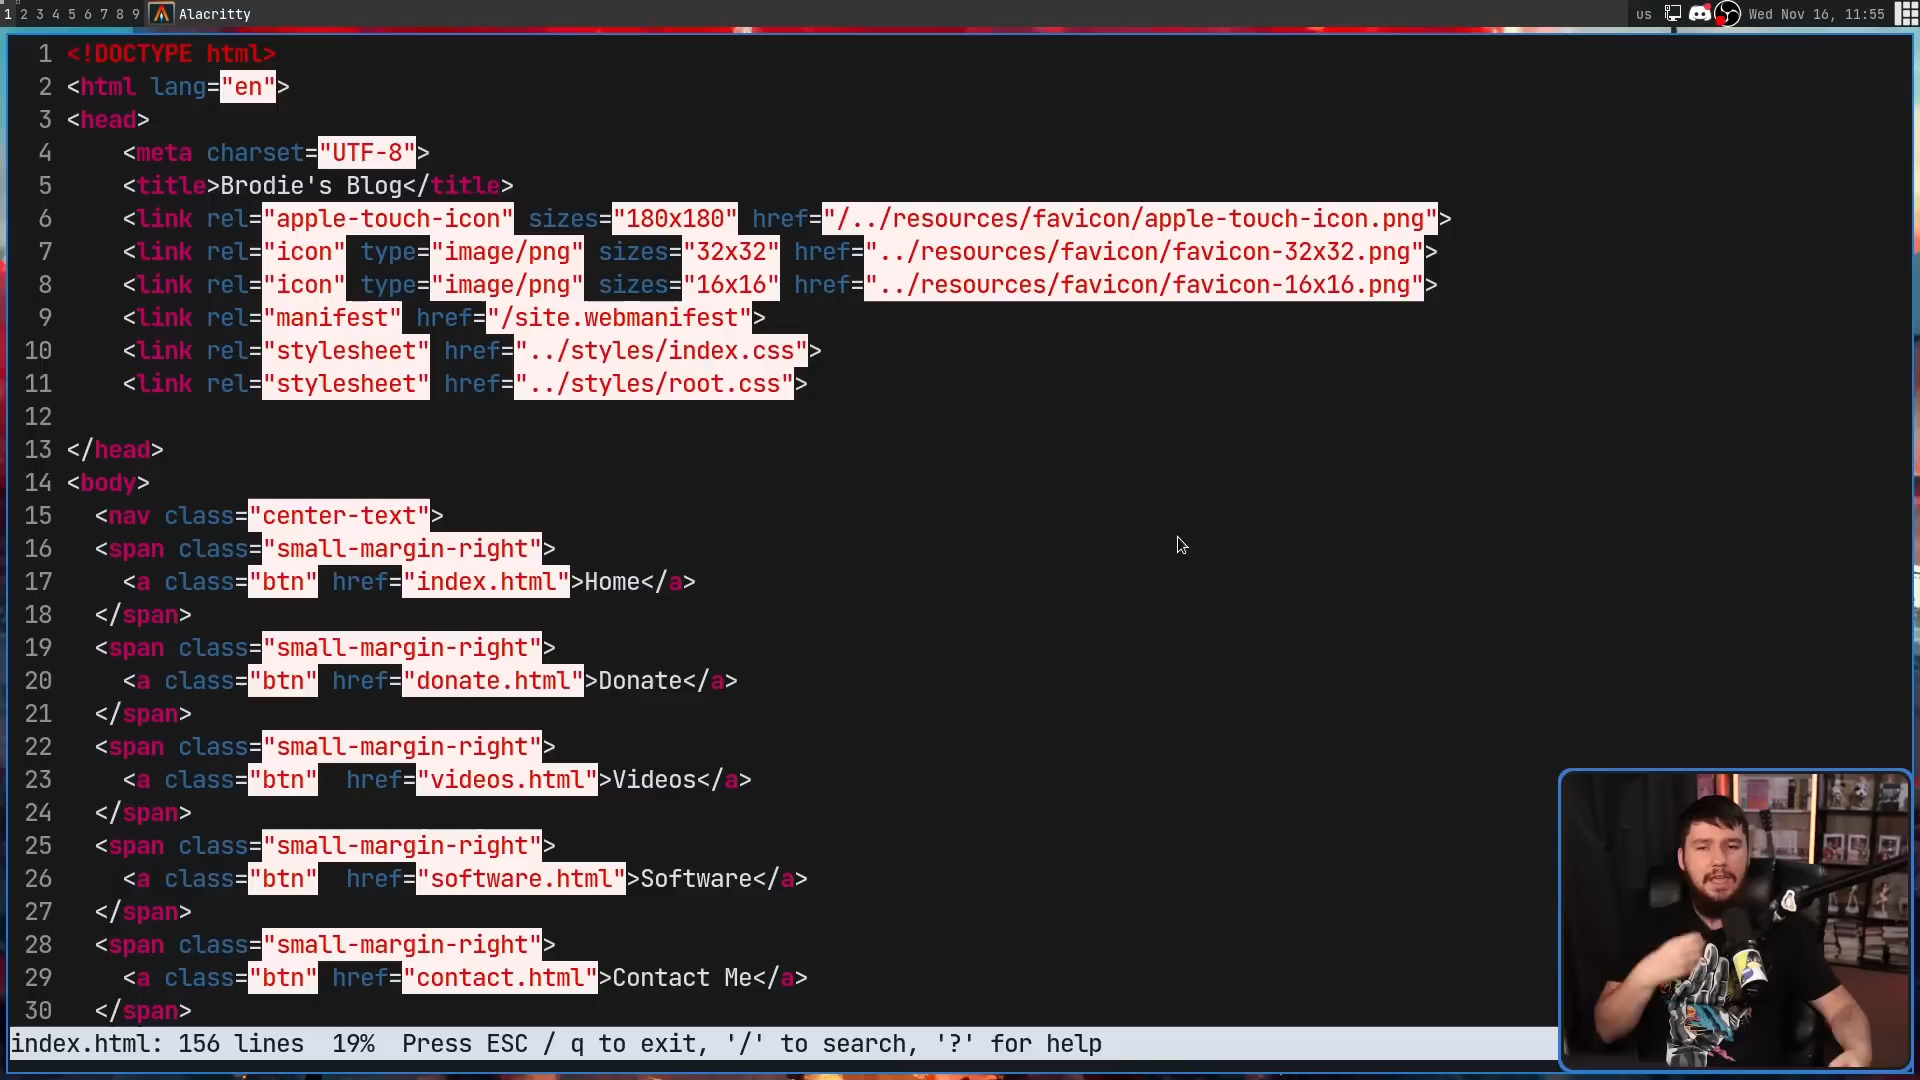 1 2 3 4 5 6 7 8 9 Alacritty us Wed Nov 16, 11:55
1 <!DOCTYPE html>
2 <html lang="en">
3 <head>
4 <meta charset="UTF-8">
5 <title>Brodie's Blog</title>
6 <link rel="apple-touch-icon" sizes="180x180" href="/../resources/favicon/apple-touch-icon.png">
7 <link rel="icon" type="image/png" sizes="32x32" href="../resources/favicon/favicon-32x32.png">
8 <link rel="icon" type="image/png" sizes="16x16" href="../resources/favicon/favicon-16x16.png">
9 <link rel="manifest" href="/site.webmanifest">
10 <link rel="stylesheet" href="../styles/index.css">
11 <link rel="stylesheet" href="../styles/root.css">
12
13 </head>
14 <body>
15 <nav class="center-text">
16 <span class="small-margin-right">
17 <a class="btn" href="index.html">Home</a>
18 </span>
19 <span class="small-margin-right">
20 <a class="btn" href="donate.html">Donate</a>
21 </span>
22 <span class="small-margin-right">
23 <a class="btn"  href="videos.html">Videos</a>
24 </span>
25 <span class="small-margin-right">
26 <a class="btn"  href="software.html">Software</a>
27 </span>
28 <span class="small-margin-right">
29 <a class="btn" href="contact.html">Contact Me</a>
30 </span>
index.html: 156 lines  19%  Press ESC / q to exit, '/' to search, '?' for help